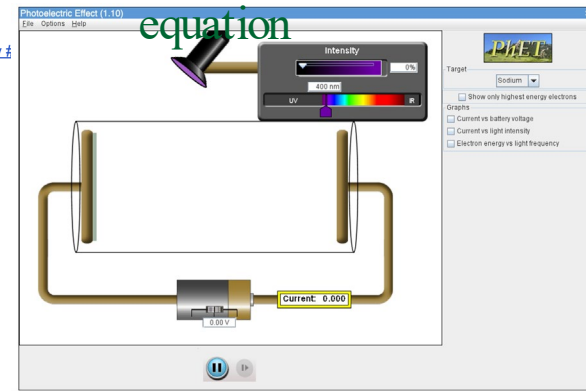 Photoelectric Effect (1.10)
equation
File Options Help
Intensity
0%
400 nm
UV
IR
PhET
Target
Sodium
Show only highest energy electrons
Graphs
Current vs battery voltage
Current vs light intensity
Electron energy vs light frequency
Current: 0.000
0.00 V